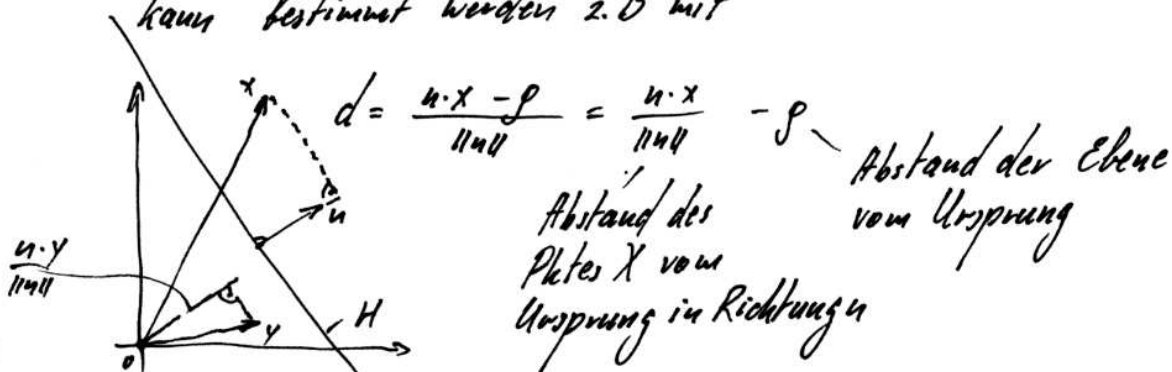 kann bestimmt werden z.B mit
d = (n·x - ρ) / ||n|| = n·x / ||n|| - ρ
Abstand der Ebene
vom Ursprung
Abstand des
Pktes X vom
Ursprung in Richtung n
x
n
n·y / ||n||
y
H
0